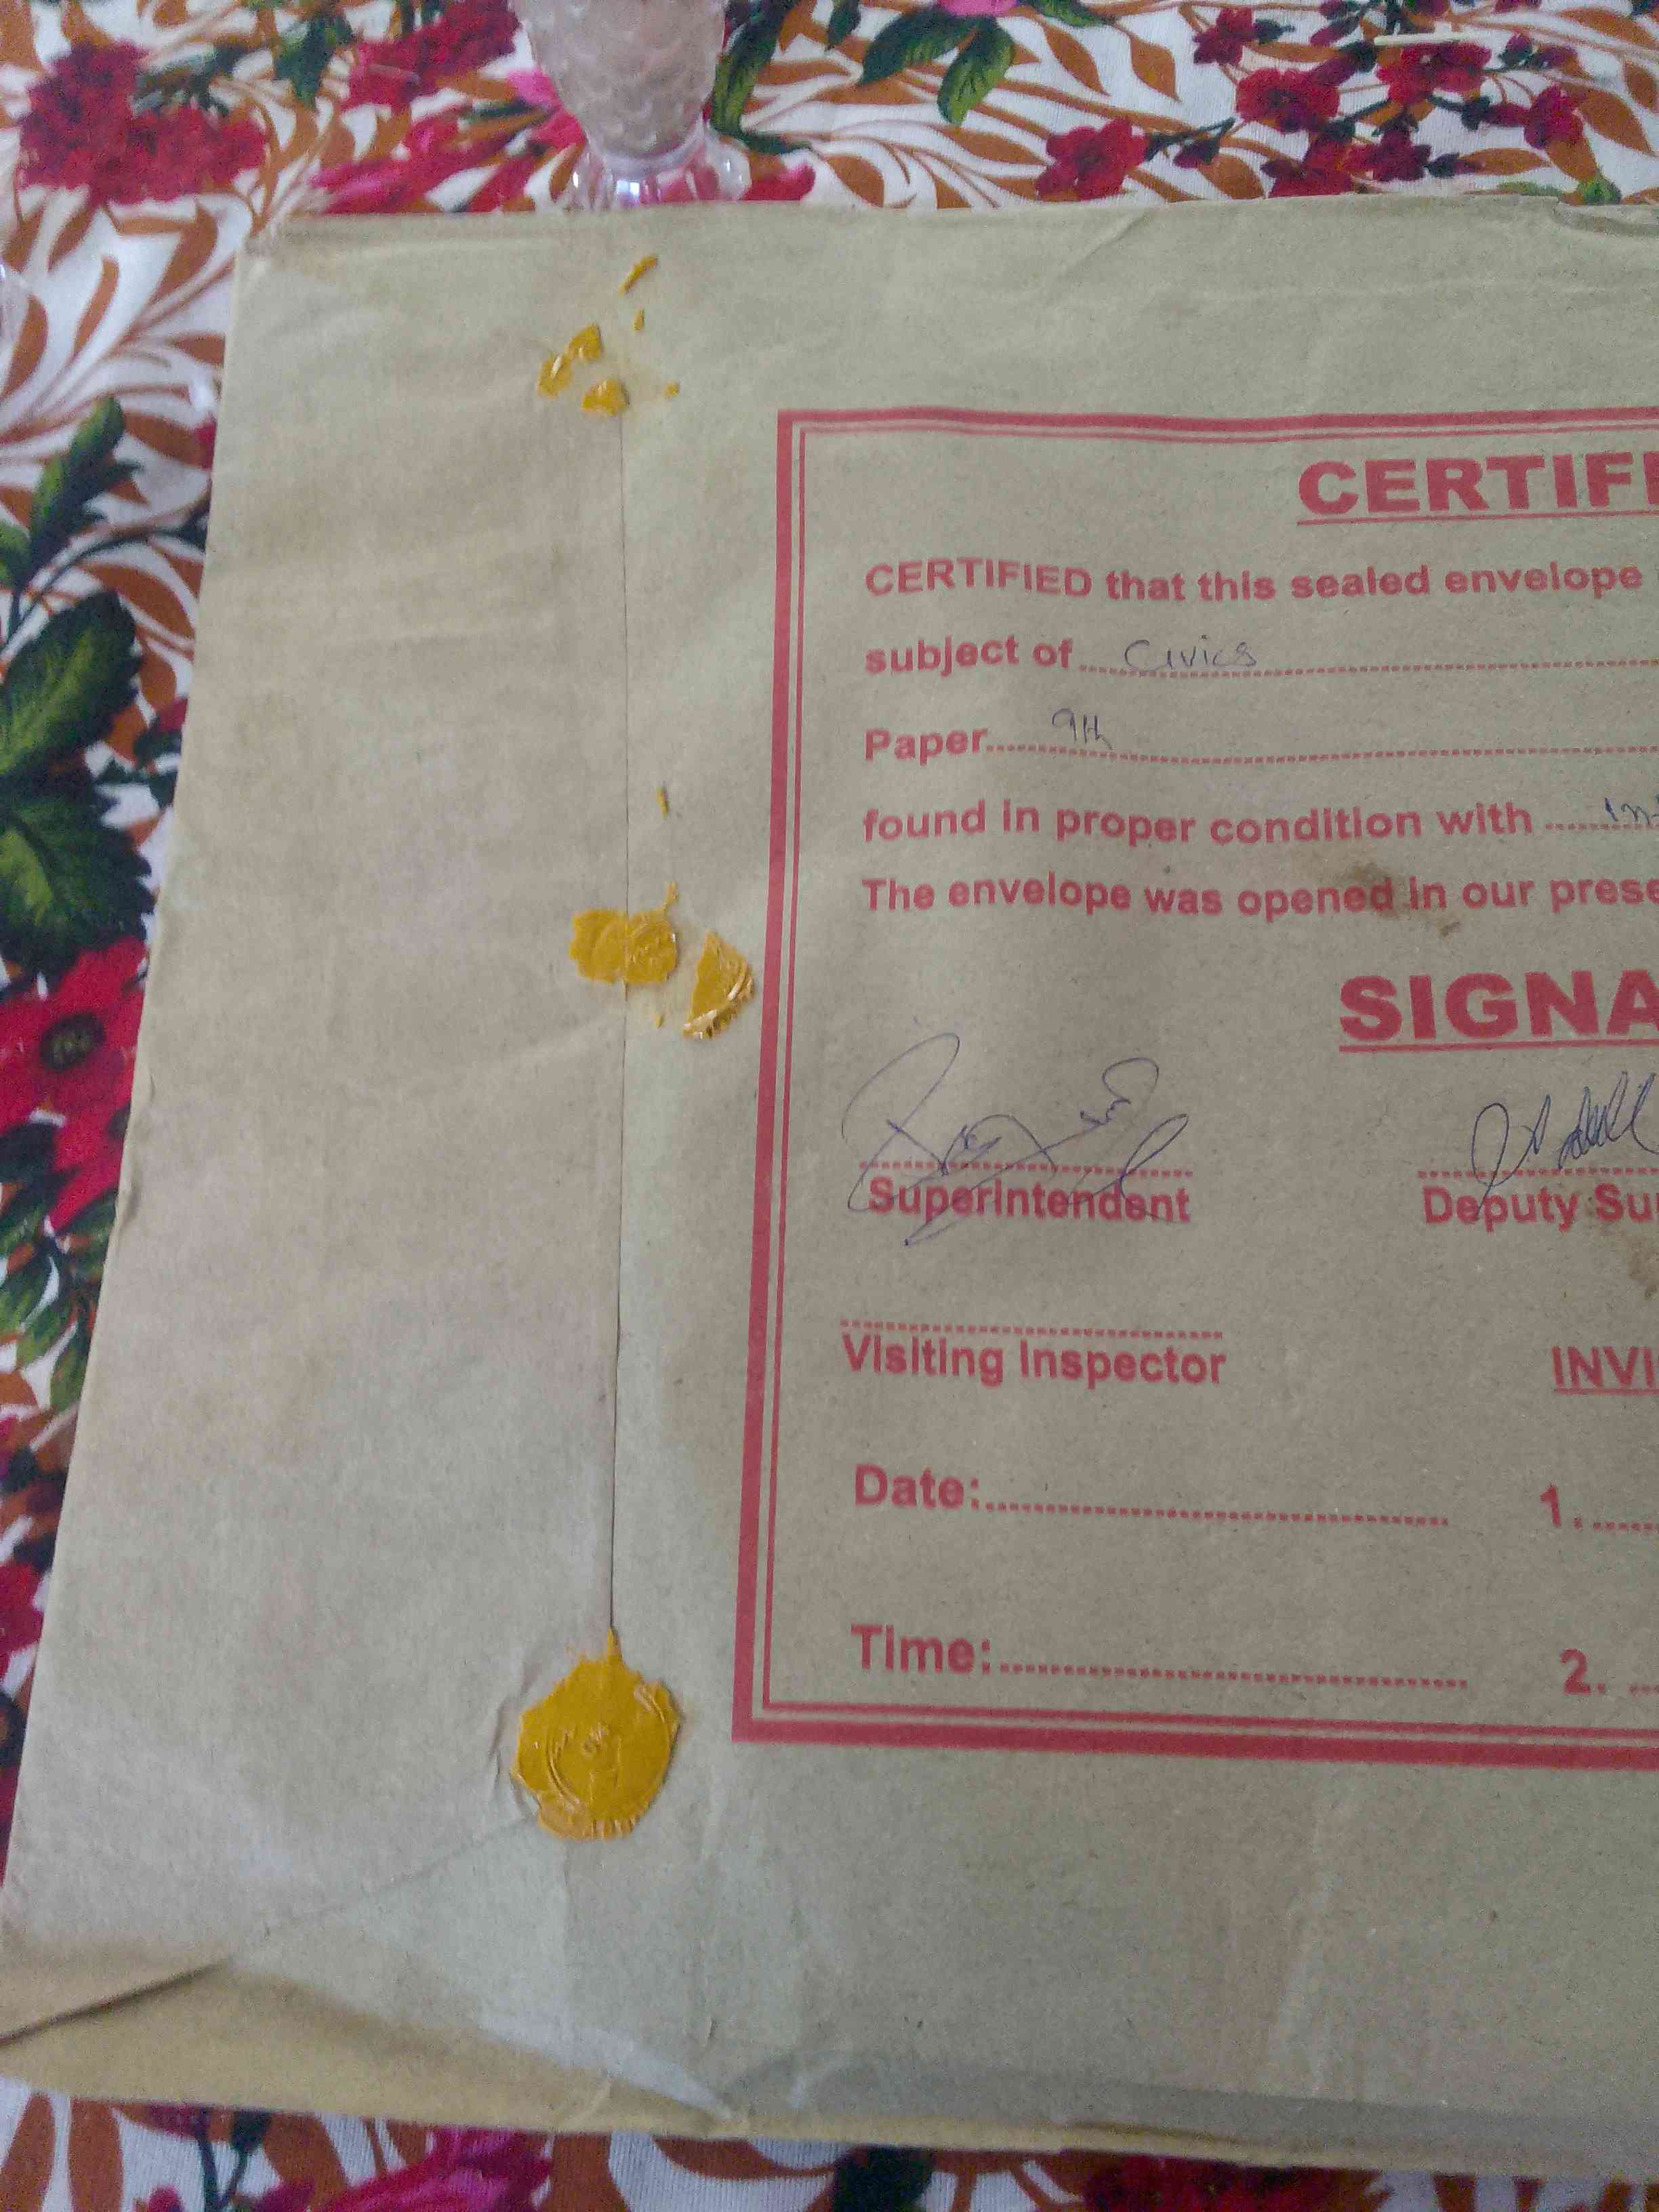 CERTIFI
CERTIFIED that this sealed envelope
subject of Civics
Paper 9th
found in proper condition with
The envelope was opened in our prese
SIGNA
Superintendent Deputy Su
Visiting Inspector INVI
Date: 1.
Time: 2.